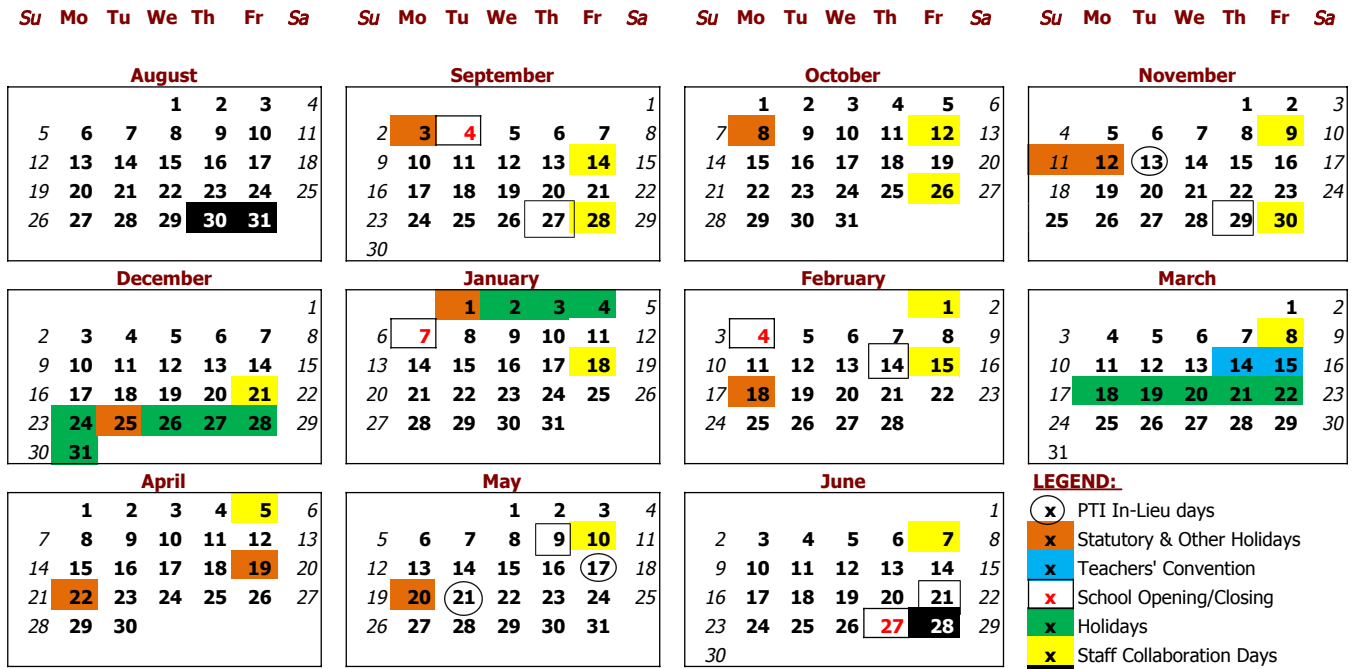 Su Mo Tu We Th Fr Sa Su Mo Tu We Th Fr Sa Su Mo Tu We Th Fr Sa Su Mo Tu We Th Fr Sa
August September October November
1 2 3 4 1 1 2 3 4 5 6 1 2 3
5 6 7 8 9 10 11 2 3 4 5 6 7 8 7 8 9 10 11 12 13 4 5 6 7 8 9 10
12 13 14 15 16 17 18 9 10 11 12 13 14 15 14 15 16 17 18 19 20 11 12 13 14 15 16 17
19 20 21 22 23 24 25 16 17 18 19 20 21 22 21 22 23 24 25 26 27 18 19 20 21 22 23 24
26 27 28 29 30 31 23 24 25 26 27 28 29 28 29 30 31 25 26 27 28 29 30
30
December January February March
1 1 2 3 4 5 1 2 1 2
2 3 4 5 6 7 8 6 7 8 9 10 11 12 3 4 5 6 7 8 9 3 4 5 6 7 8 9
9 10 11 12 13 14 15 13 14 15 16 17 18 19 10 11 12 13 14 15 16 10 11 12 13 14 15 16
16 17 18 19 20 21 22 20 21 22 23 24 25 26 17 18 19 20 21 22 23 17 18 19 20 21 22 23
23 24 25 26 27 28 29 27 28 29 30 31 24 25 26 27 28 24 25 26 27 28 29 30
30 31 31
April May June LEGEND:
1 2 3 4 5 6 1 2 3 4 1 x PTI In-Lieu days
7 8 9 10 11 12 13 5 6 7 8 9 10 11 2 3 4 5 6 7 8 x Statutory & Other Holidays
14 15 16 17 18 19 20 12 13 14 15 16 17 18 9 10 11 12 13 14 15 x Teachers' Convention
21 22 23 24 25 26 27 19 20 21 22 23 24 25 16 17 18 19 20 21 22 x School Opening/Closing
28 29 30 26 27 28 29 30 31 23 24 25 26 27 28 29 x Holidays
30 x Staff Collaboration Days